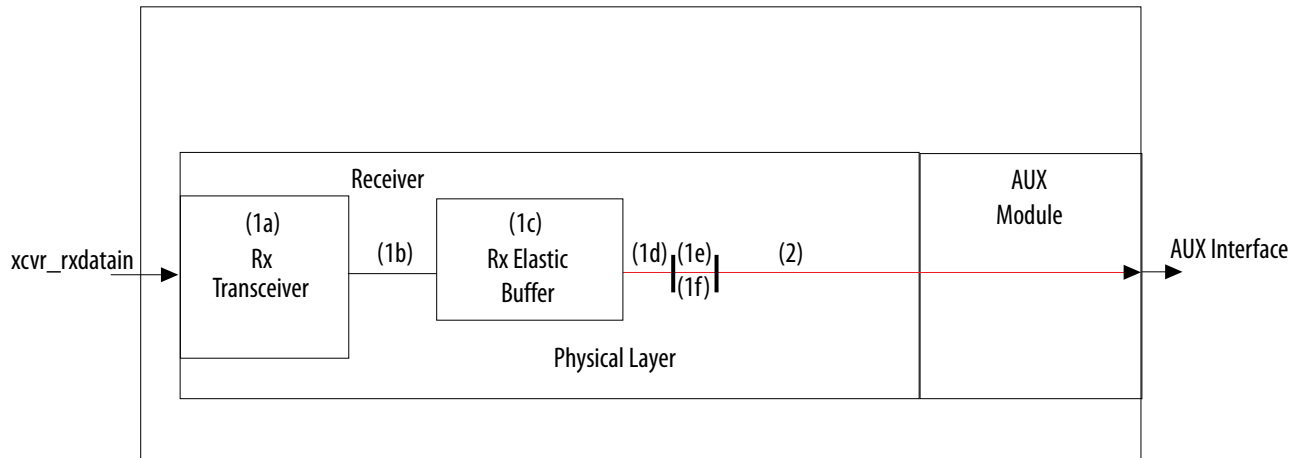 Receiver
AUX
Module
(1a)
Rx
Transceiver
(1b)
(1c)
Rx Elastic
Buffer
(1d)
(1e)
(1f)
(2)
xcvr_rxdatain
AUX Interface
Physical Layer